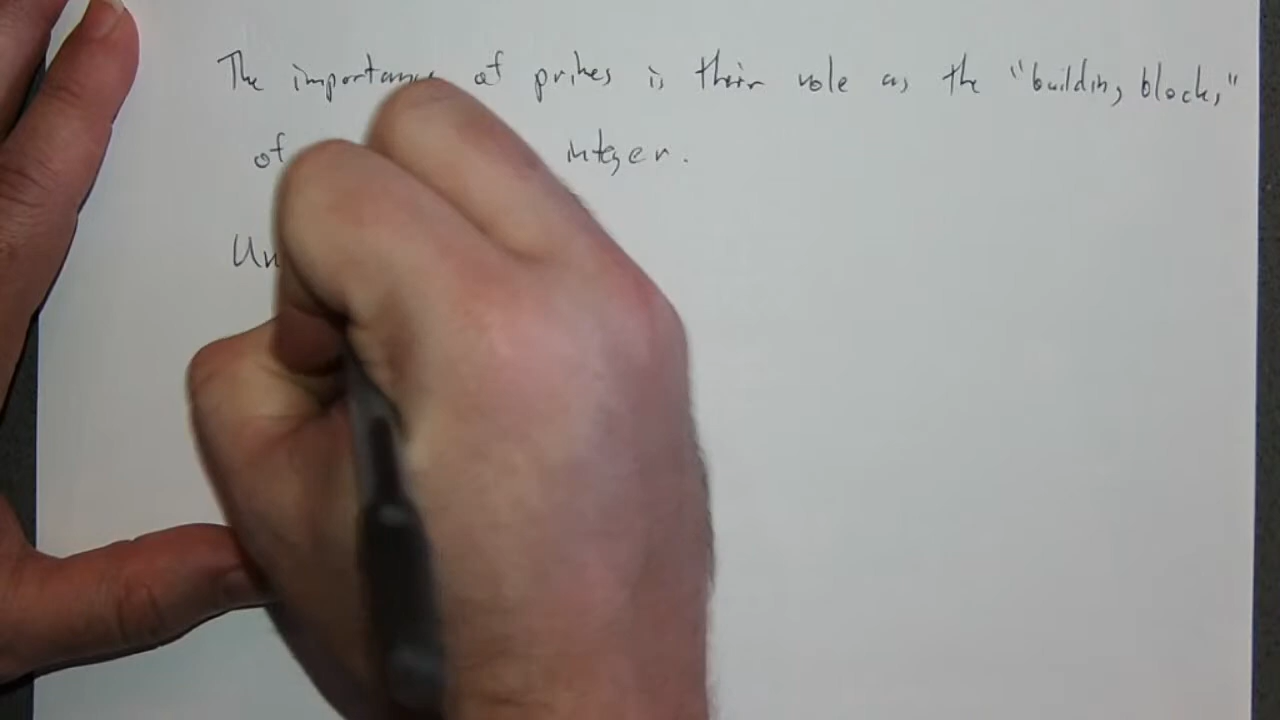 The importance of primes is their role as the "building blocks"
of integer.
Un